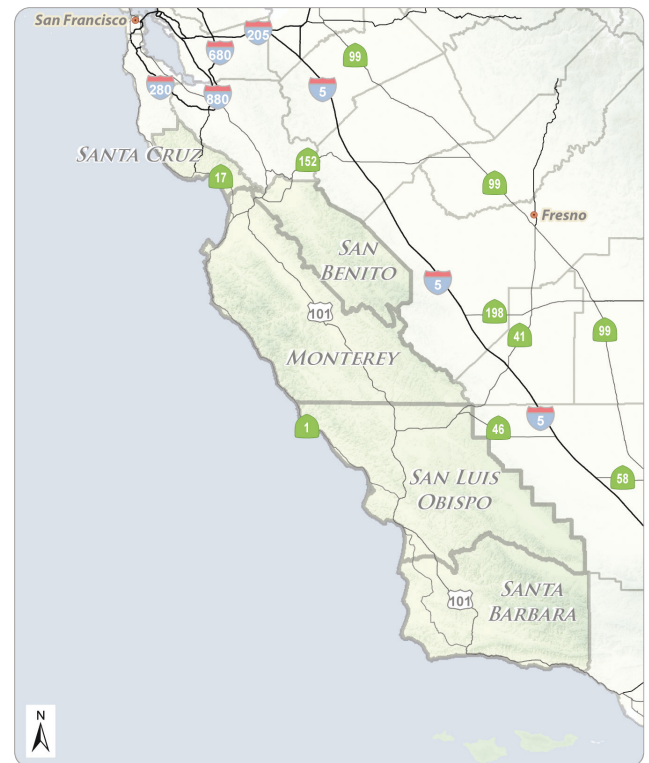 San Francisco
205
680
99
280
880
5
SANTA CRUZ
152
17
99
Fresno
SAN
BENITO
5
101
198
41
99
MONTEREY
5
1
46
SAN LUIS
OBISPO
58
SANTA
BARBARA
101
N